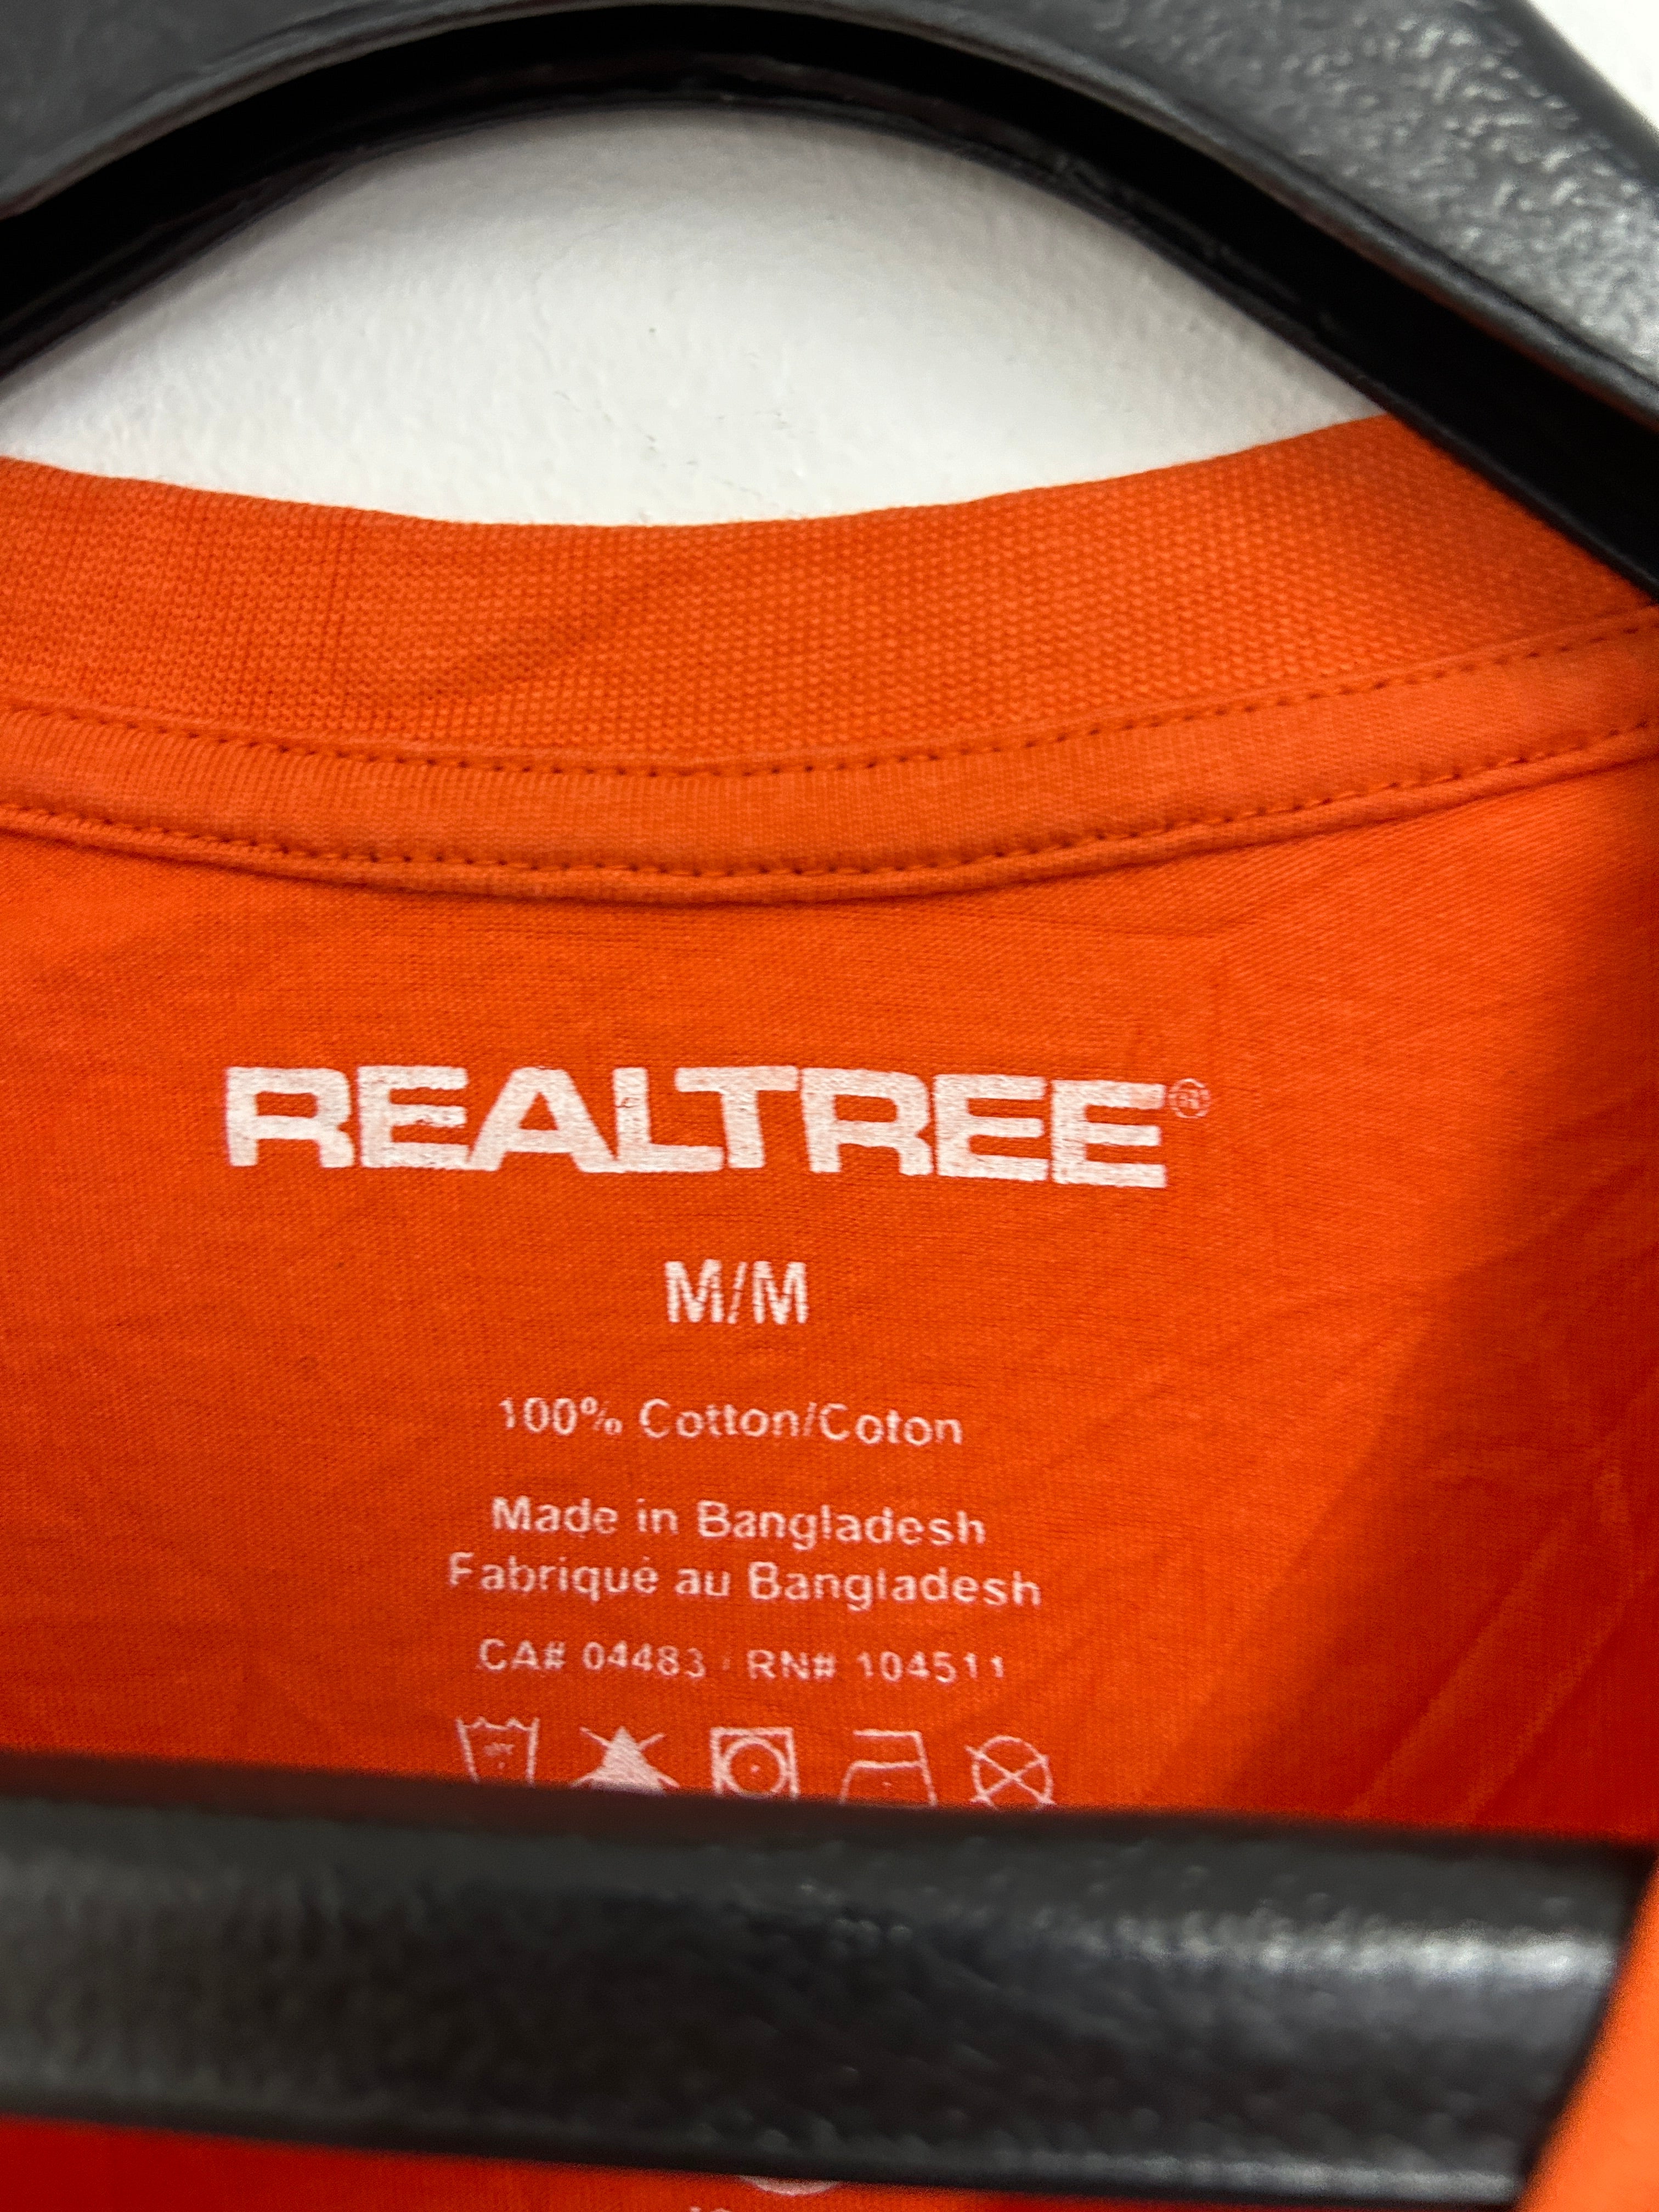 REALTREE®
M/M
100% Cotton/Coton
Made in Bangladesh
Fabriqué au Bangladesh
CA# 04483 / RN# 104511